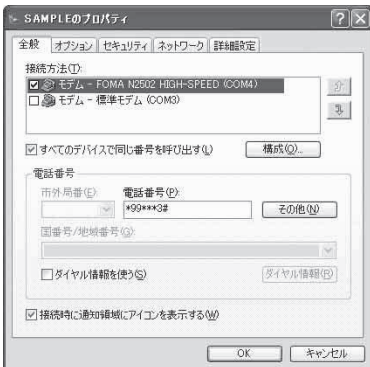 SAMPLEのプロパティ
全般 オプション セキュリティ ネットワーク 詳細設定
接続方法(T):
モデム - FOMA N2502 HIGH-SPEED (COM4)
モデム - 標準モデム (COM3)
すべてのデバイスで同じ番号を呼び出す(L) 構成(O)...
電話番号
市外局番(E): 電話番号(P):
*99***3# その他(N)
国番号/地域番号(G):
ダイヤル情報を使う(S) ダイヤル情報(R)
接続時に通知領域にアイコンを表示する(W)
OK キャンセル